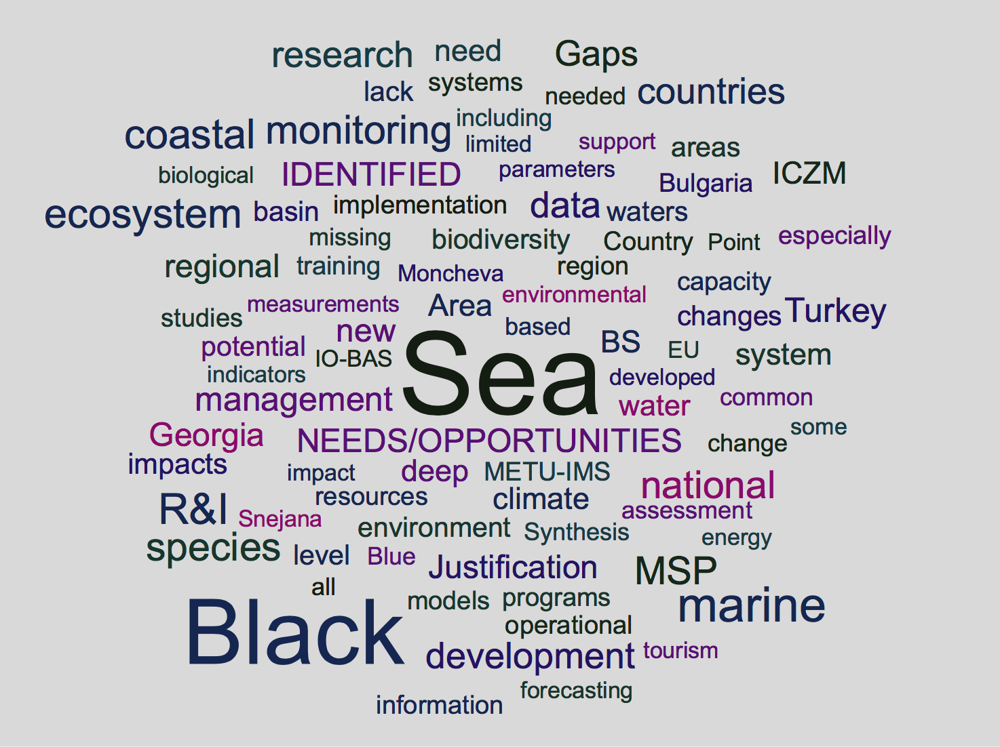 research need Gaps
lack systems needed countries
coastal monitoring including
limited support areas
biological IDENTIFIED parameters Bulgaria ICZM
ecosystem basin implementation data waters
missing biodiversity Country Point especially
regional training Moncheva region capacity
measurements Area environmental
studies new based changes Turkey
potential IO-BAS Sea BS EU system
indicators developed
management water common
Georgia NEEDS/OPPORTUNITIES change some
impacts impact deep METU-IMS national
R&I resources climate assessment
Snejana environment Synthesis energy
species level Blue Justification MSP
all models programs marine
Black operational
development tourism
information forecasting